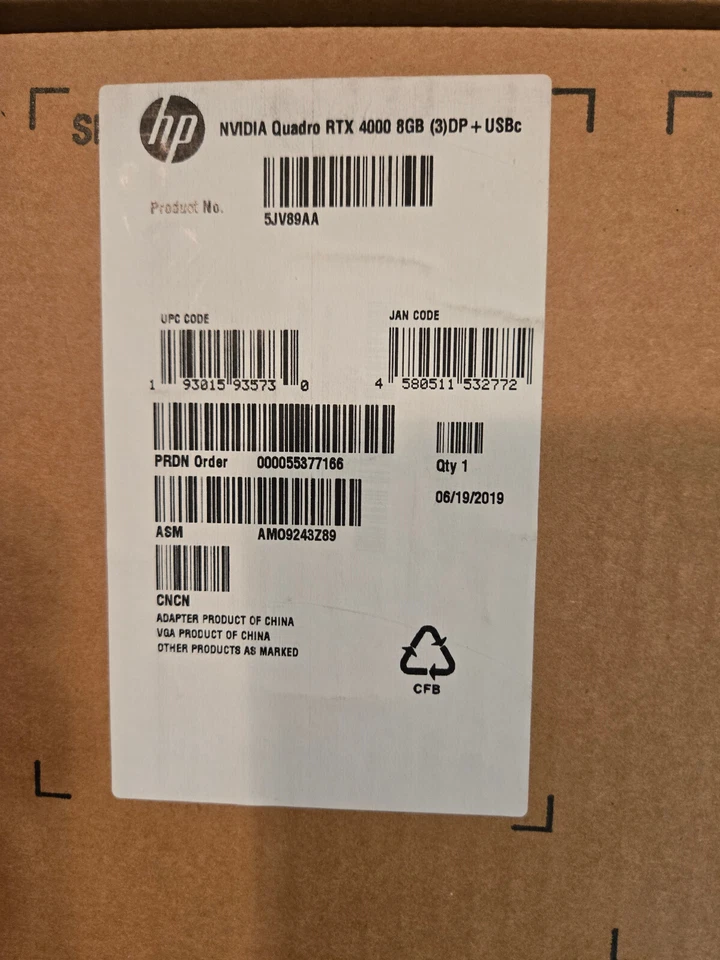 hp NVIDIA Quadro RTX 4000 8GB (3)DP + USBc
Product No.
5JV89AA
UPC CODE
1 93015 93573 0
JAN CODE
4 580511 532772
PRDN Order 000055377166
Qty 1
06/19/2019
ASM AMO9243Z89
CNCN
ADAPTER PRODUCT OF CHINA
VGA PRODUCT OF CHINA
OTHER PRODUCTS AS MARKED
CFB